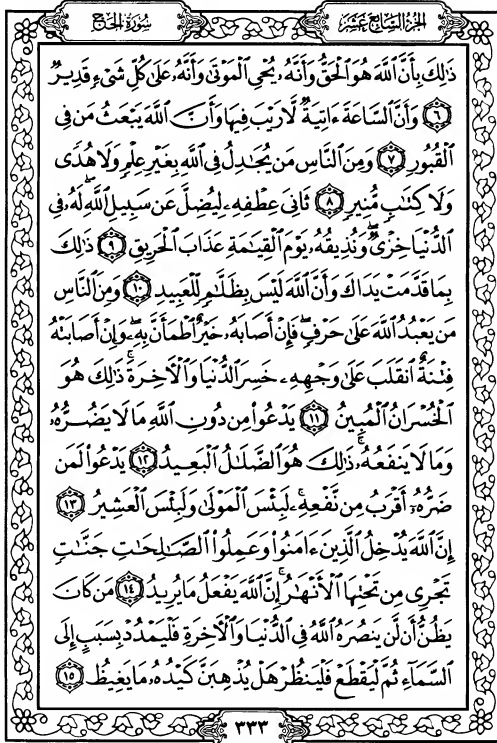 الجزء السابع عشر
سورة الحج
ذَٰلِكَ بِأَنَّ ٱللَّهَ هُوَ ٱلۡحَقُّ وَأَنَّهُۥ يُحۡيِ ٱلۡمَوۡتَىٰ وَأَنَّهُۥ عَلَىٰ كُلِّ شَيۡءٖ قَدِيرٞ
٦ وَأَنَّ ٱلسَّاعَةَ ءَاتِيَةٞ لَّا رَيۡبَ فِيهَا وَأَنَّ ٱللَّهَ يَبۡعَثُ مَن فِي
ٱلۡقُبُورِ ٧ وَمِنَ ٱلنَّاسِ مَن يُجَٰدِلُ فِي ٱللَّهِ بِغَيۡرِ عِلۡمٖ وَلَا هُدٗى
وَلَا كِتَٰبٖ مُّنِيرٖ ٨ ثَانِيَ عِطۡفِهِۦ لِيُضِلَّ عَن سَبِيلِ ٱللَّهِۖ لَهُۥ فِي
ٱلدُّنۡيَا خِزۡيٞۖ وَنُذِيقُهُۥ يَوۡمَ ٱلۡقِيَٰمَةِ عَذَابَ ٱلۡحَرِيقِ ٩ ذَٰلِكَ
بِمَا قَدَّمَتۡ يَدَاكَ وَأَنَّ ٱللَّهَ لَيۡسَ بِظَلَّٰمٖ لِّلۡعَبِيدِ ١٠ وَمِنَ ٱلنَّاسِ
مَن يَعۡبُدُ ٱللَّهَ عَلَىٰ حَرۡفٖۖ فَإِنۡ أَصَابَهُۥ خَيۡرٌ ٱطۡمَأَنَّ بِهِۦۖ وَإِنۡ أَصَابَتۡهُ
فِتۡنَةٌ ٱنقَلَبَ عَلَىٰ وَجۡهِهِۦ خَسِرَ ٱلدُّنۡيَا وَٱلۡأٓخِرَةَۚ ذَٰلِكَ هُوَ
ٱلۡخُسۡرَانُ ٱلۡمُبِينُ ١١ يَدۡعُواْ مِن دُونِ ٱللَّهِ مَا لَا يَضُرُّهُۥ
وَمَا لَا يَنفَعُهُۥۚ ذَٰلِكَ هُوَ ٱلضَّلَٰلُ ٱلۡبَعِيدُ ١٢ يَدۡعُواْ لَمَن
ضَرُّهُۥٓ أَقۡرَبُ مِن نَّفۡعِهِۦۚ لَبِئۡسَ ٱلۡمَوۡلَىٰ وَلَبِئۡسَ ٱلۡعَشِيرُ ١٣
إِنَّ ٱللَّهَ يُدۡخِلُ ٱلَّذِينَ ءَامَنُواْ وَعَمِلُواْ ٱلصَّٰلِحَٰتِ جَنَّٰتٖ
تَجۡرِي مِن تَحۡتِهَا ٱلۡأَنۡهَٰرُۚ إِنَّ ٱللَّهَ يَفۡعَلُ مَا يُرِيدُ ١٤ مَن كَانَ
يَظُنُّ أَن لَّن يَنصُرَهُ ٱللَّهُ فِي ٱلدُّنۡيَا وَٱلۡأٓخِرَةِ فَلۡيَمۡدُدۡ بِسَبَبٍ إِلَى
ٱلسَّمَآءِ ثُمَّ لۡيَقۡطَعۡ فَلۡيَنظُرۡ هَلۡ يُذۡهِبَنَّ كَيۡدُهُۥ مَا يَغِيظُ ١٥
٣٣٣